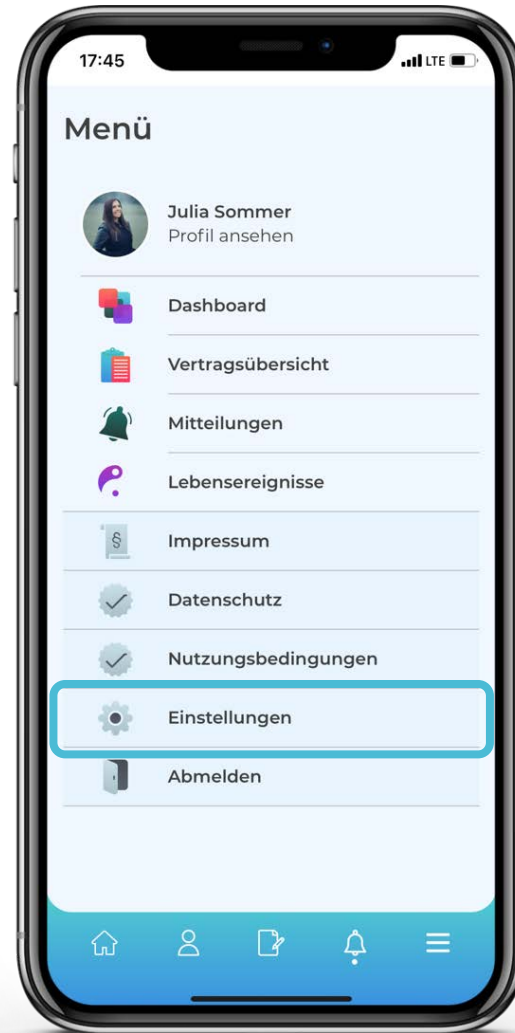 17:45
LTE
Menü
Julia Sommer
Profil ansehen
Dashboard
Vertragsübersicht
Mitteilungen
Lebensereignisse
§
Impressum
Datenschutz
Nutzungsbedingungen
Einstellungen
Abmelden